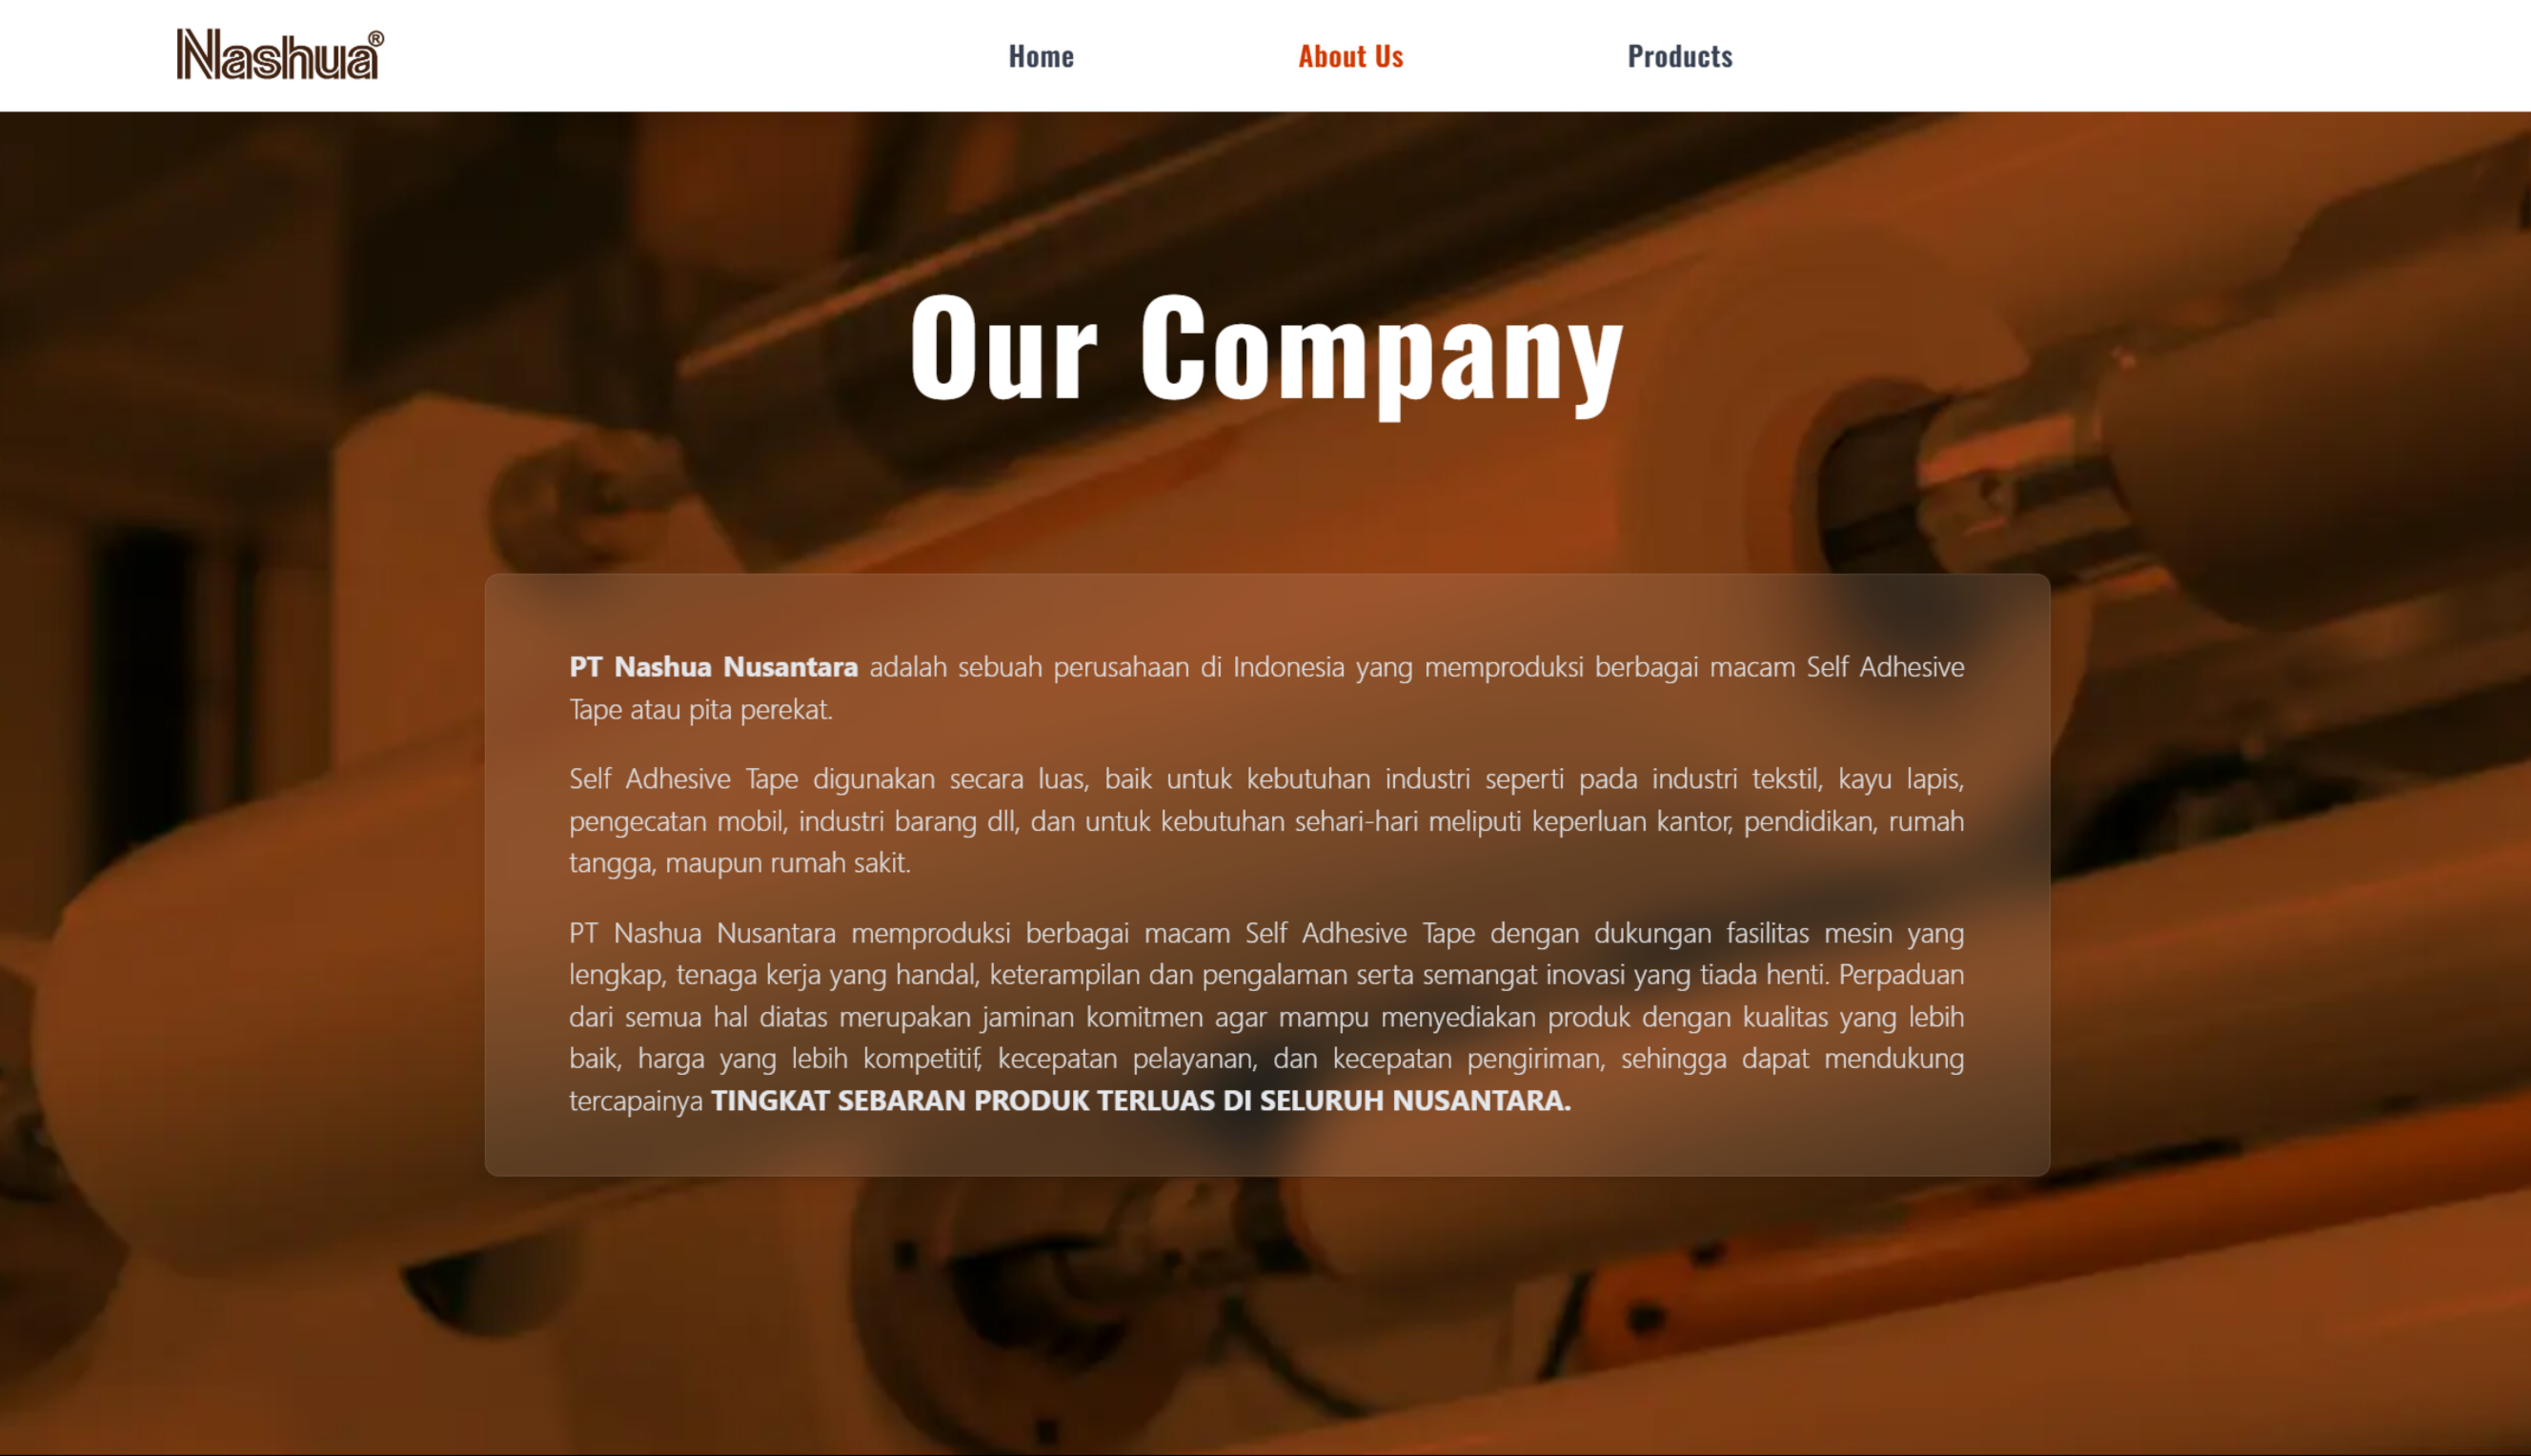 Nashua®
Home About Us Products
Our Company
PT Nashua Nusantara adalah sebuah perusahaan di Indonesia yang memproduksi berbagai macam Self Adhesive
Tape atau pita perekat.
Self Adhesive Tape digunakan secara luas, baik untuk kebutuhan industri seperti pada industri tekstil, kayu lapis,
pengecatan mobil, industri barang dll, dan untuk kebutuhan sehari-hari meliputi keperluan kantor, pendidikan, rumah
tangga, maupun rumah sakit.
PT Nashua Nusantara memproduksi berbagai macam Self Adhesive Tape dengan dukungan fasilitas mesin yang
lengkap, tenaga kerja yang handal, keterampilan dan pengalaman serta semangat inovasi yang tiada henti. Perpaduan
dari semua hal diatas merupakan jaminan komitmen agar mampu menyediakan produk dengan kualitas yang lebih
baik, harga yang lebih kompetitif, kecepatan pelayanan, dan kecepatan pengiriman, sehingga dapat mendukung
tercapainya TINGKAT SEBARAN PRODUK TERLUAS DI SELURUH NUSANTARA.